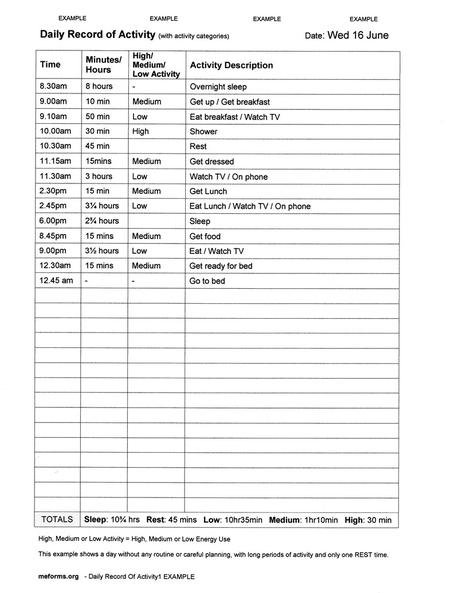 EXAMPLE EXAMPLE EXAMPLE EXAMPLE
Daily Record of Activity (with activity categories) Date: Wed 16 June
Time Minutes/ Hours High/ Medium/ Low Activity Activity Description
8.30am 8 hours - Overnight sleep
9.00am 10 min Medium Get up / Get breakfast
9.10am 50 min Low Eat breakfast / Watch TV
10.00am 30 min High Shower
10.30am 45 min Rest
11.15am 15mins Medium Get dressed
11.30am 3 hours Low Watch TV / On phone
2.30pm 15 min Medium Get Lunch
2.45pm 3¼ hours Low Eat Lunch / Watch TV / On phone
6.00pm 2¾ hours Sleep
8.45pm 15 mins Medium Get food
9.00pm 3½ hours Low Eat / Watch TV
12.30am 15 mins Medium Get ready for bed
12.45 am - - Go to bed
TOTALS Sleep: 10¾ hrs Rest: 45 mins Low: 10hr35min Medium: 1hr10min High: 30 min
High, Medium or Low Activity = High, Medium or Low Energy Use
This example shows a day without any routine or careful planning, with long periods of activity and only one REST time.
meforms.org - Daily Record Of Activity1 EXAMPLE